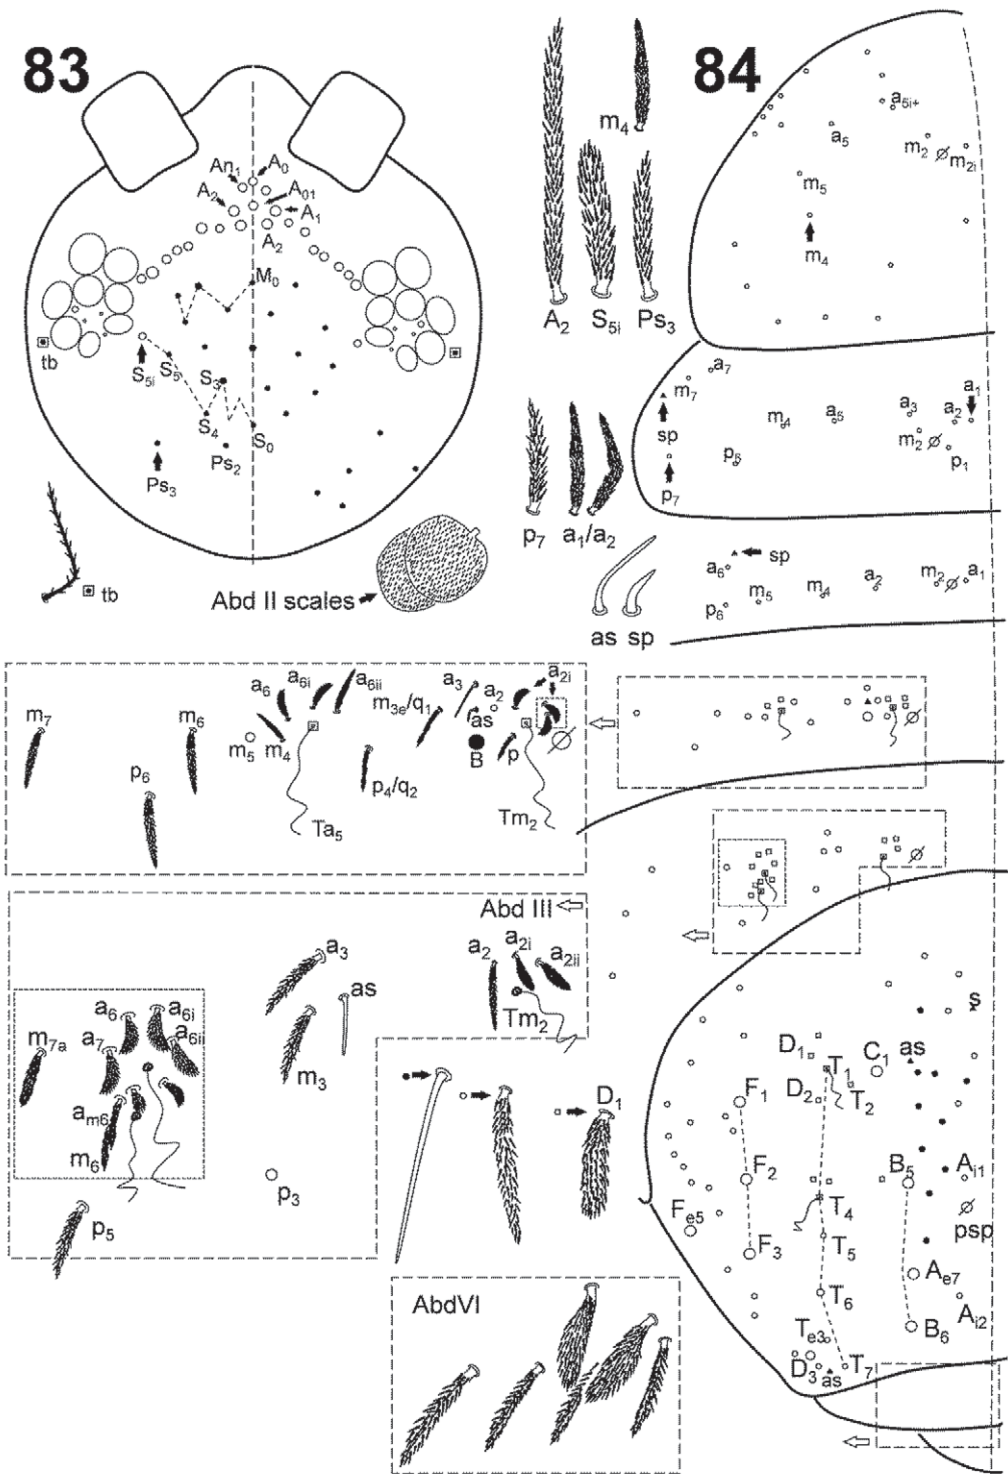 83
84
An₁
A₀
A₂
A₀₁
A₁
A₂
M₀
tb
S₅ᵢ
S₅
S₃
S₄
S₀
Ps₂
Ps₃
tb
Abd II scales
m₄
A₂
S₅ᵢ
Ps₃
a₅ᵢ₊
a₅
m₂
m₂ᵢ
m₅
m₄
a₇
m₇
sp
p₇
m₄
a₅
p₅
a₃
a₂
a₁
m₂
p₁
p₇
a₁/a₂
as
sp
a₆
sp
m₅
m₄
a₂
m₂
a₁
p₆
m₇
m₆
p₆
a₆
a₆ᵢ
a₆ᵢᵢ
m₅
m₄
Ta₅
m₃ₑ/q₁
p₄/q₂
a₃
a₂
as
B
p
a₂ᵢ
Tm₂
Abd III
a₃
as
m₃
a₂
a₂ᵢ
a₂ᵢᵢ
Tm₂
m₇ₐ
a₆
a₆ᵢ
a₇
a₆ᵢ
aₘ₆
m₆
p₃
p₅
D₁
AbdVI
s
D₁
T₁
C₁
as
F₁
D₂
T₂
F₂
B₅
Aᵢ₁
Fₑ₅
T₄
psp
F₃
T₅
Aₑ₇
T₆
Aᵢ₂
Tₑ₃
B₆
D₃
as
T₇